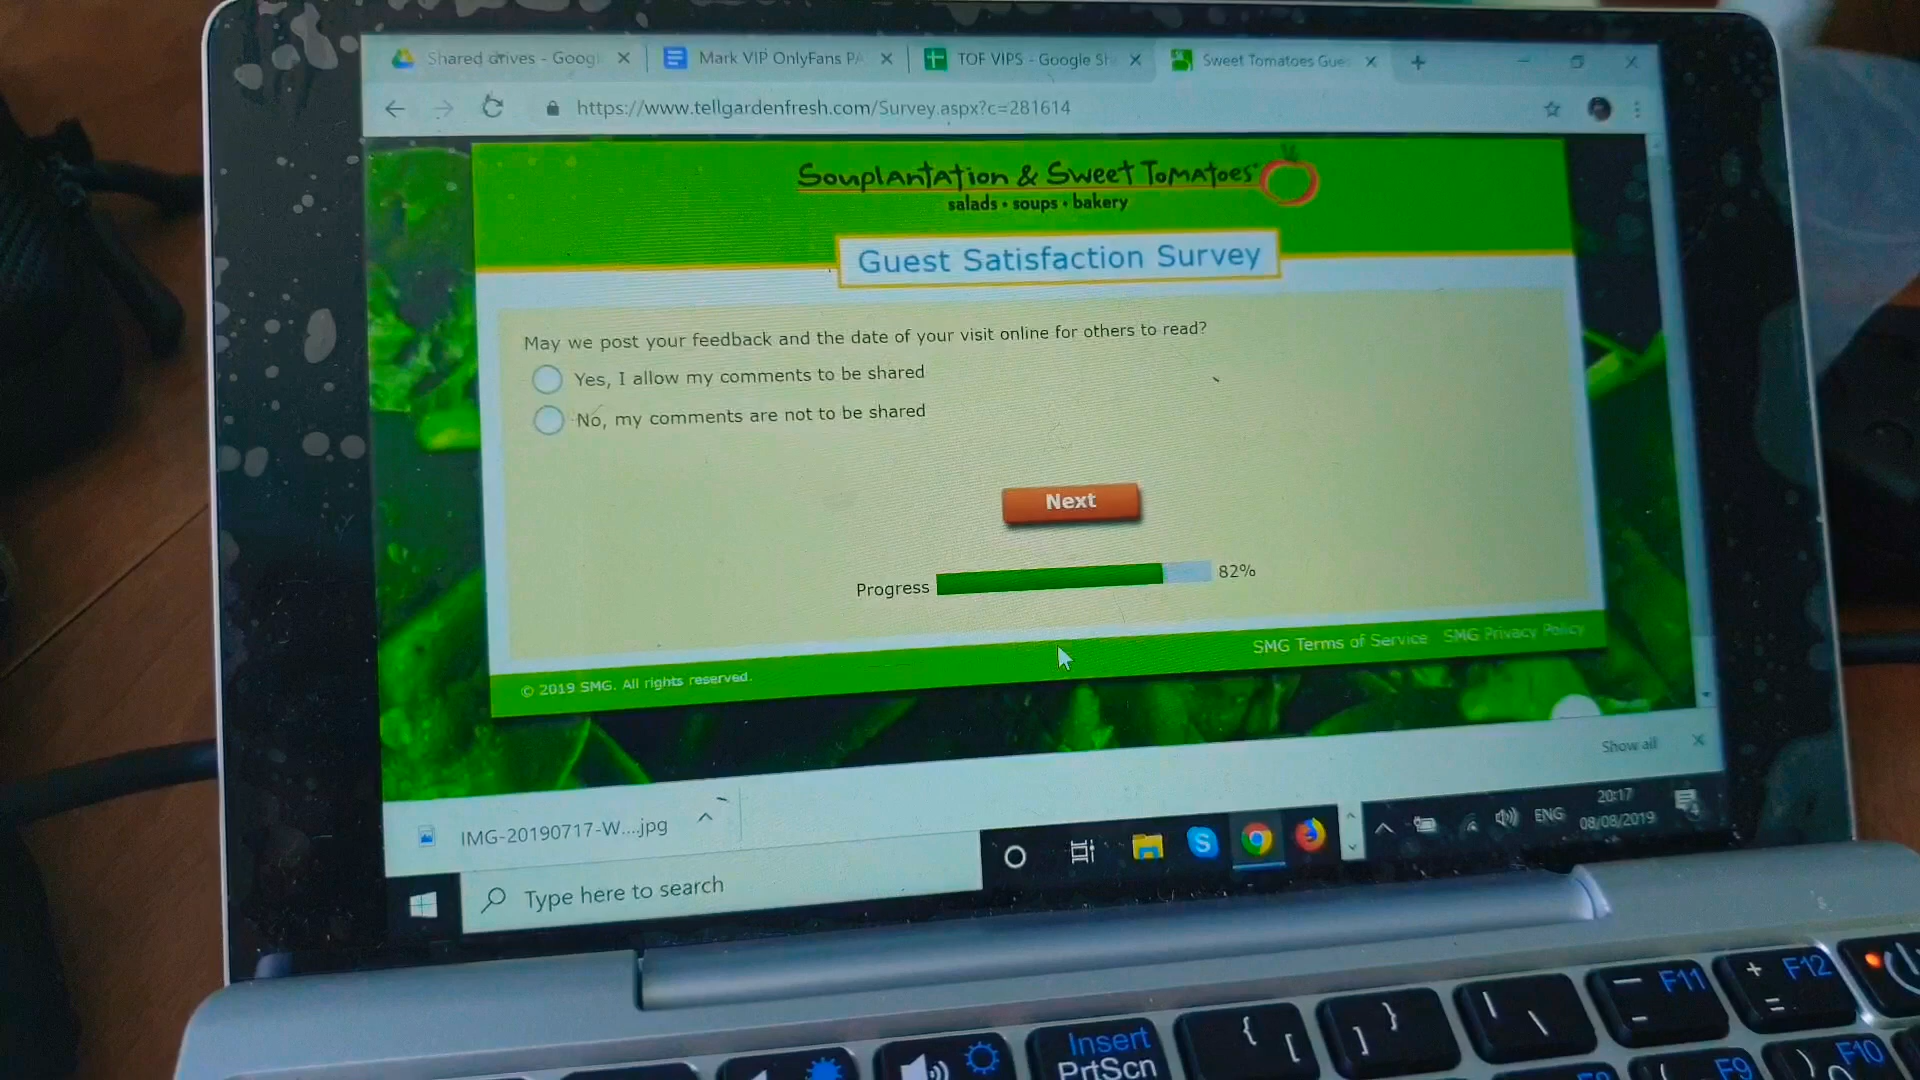 Shared drives - Googl
Mark VIP OnlyFans PA
TOF VIPS - Google Sh
Sweet Tomatoes Gue
https://www.tellgardenfresh.com/Survey.aspx?c=281614
Souplantation & Sweet Tomatoes
salads • soups • bakery
Guest Satisfaction Survey
May we post your feedback and the date of your visit online for others to read?
Yes, I allow my comments to be shared
No, my comments are not to be shared
Next
Progress 82%
SMG Terms of Service SMG Privacy Policy
© 2019 SMG. All rights reserved.
Show all
IMG-20190717-W....jpg
Type here to search
ENG
20:17
08/08/2019
Insert
PrtScn
{ [
} ]
| \
— - F11
+ = F12
F9
) F10